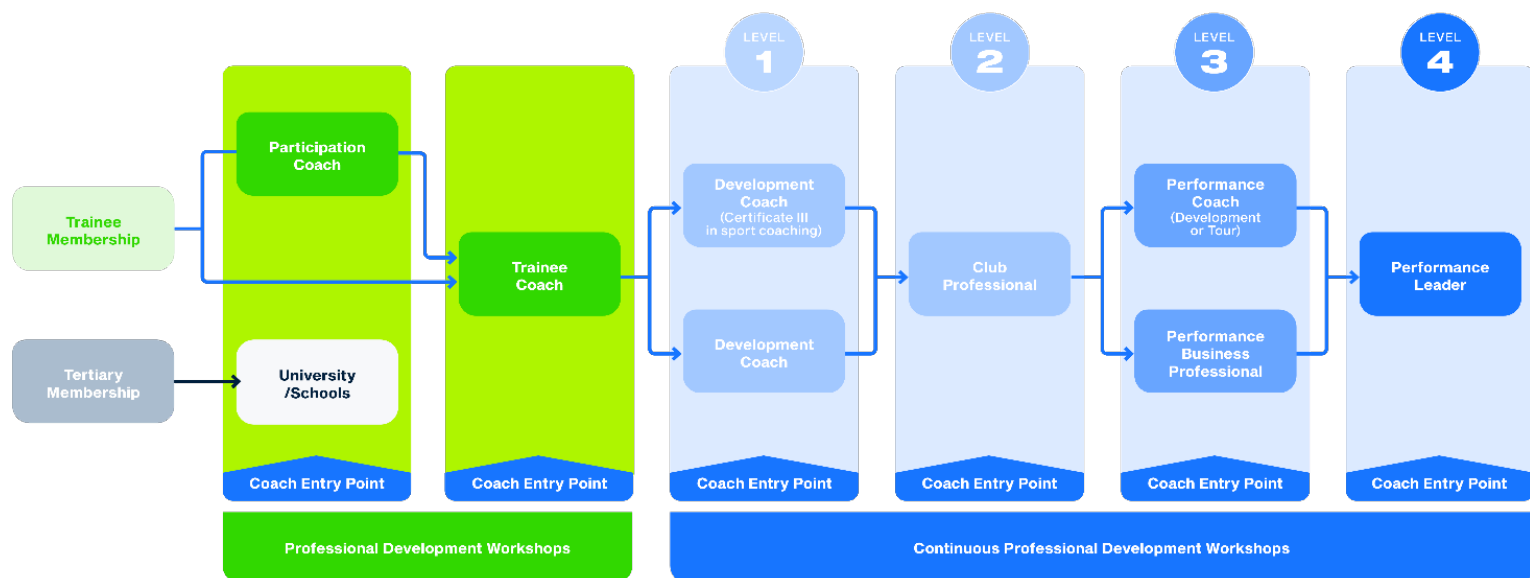 LEVEL
1
LEVEL
2
LEVEL
3
LEVEL
4
Participation
Coach
Trainee
Membership
Trainee
Coach
Development
Coach
(Certificate III
in sport coaching)
Club
Professional
Performance
Coach
(Development
or Tour)
Performance
Leader
Tertiary
Membership
University
/Schools
Development
Coach
Performance
Business
Professional
Coach Entry Point
Coach Entry Point
Coach Entry Point
Coach Entry Point
Coach Entry Point
Coach Entry Point
Professional Development Workshops
Continuous Professional Development Workshops